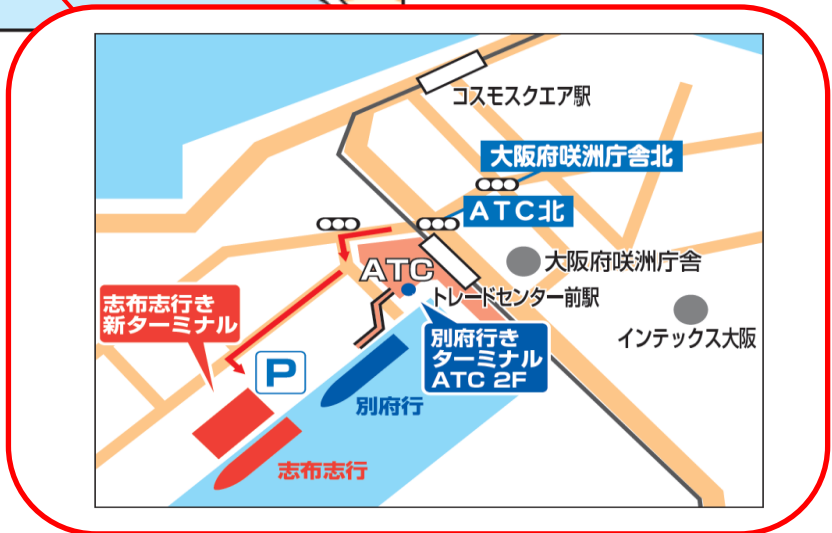 コスモスクエア駅
大阪府咲洲庁舎北
ATC北
ATC
大阪府咲洲庁舎
トレードセンター前駅
志布志行き
新ターミナル
インテックス大阪
別府行き
ターミナル
ATC 2F
P
別府行
志布志行